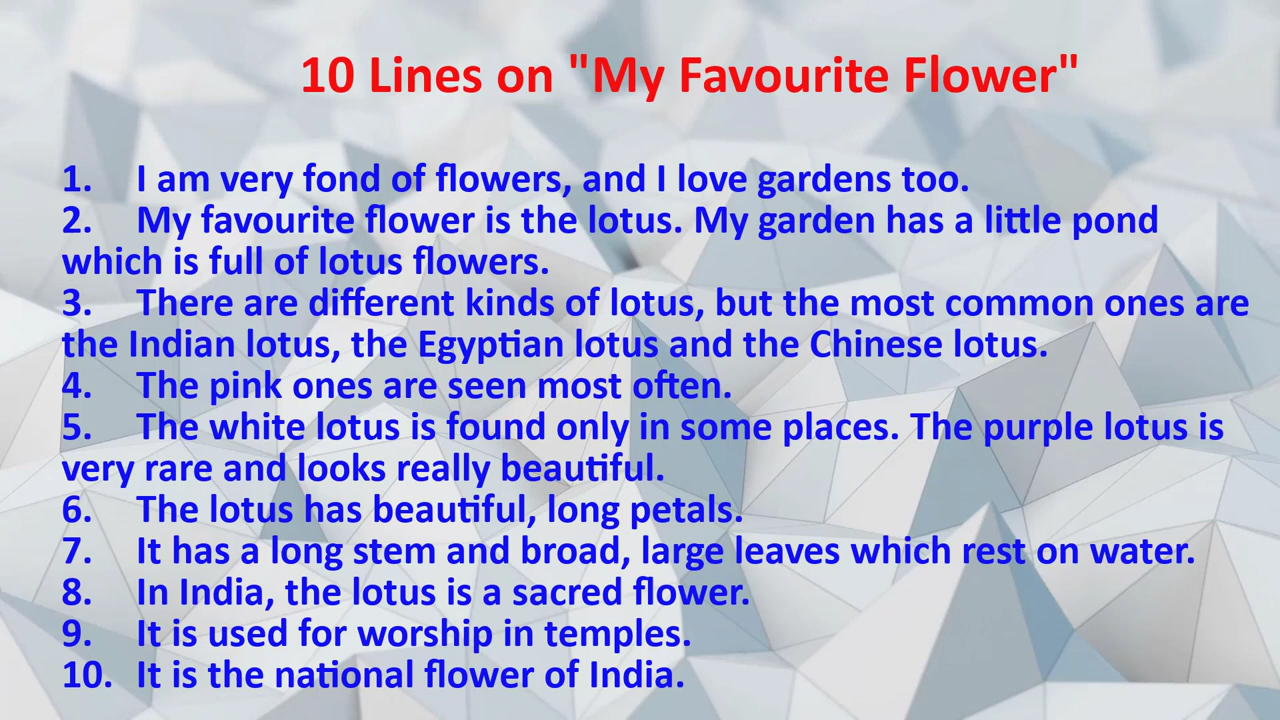 10 Lines on "My Favourite Flower"
1. I am very fond of flowers, and I love gardens too.
2. My favourite flower is the lotus. My garden has a little pond
which is full of lotus flowers.
3. There are different kinds of lotus, but the most common ones are
the Indian lotus, the Egyptian lotus and the Chinese lotus.
4. The pink ones are seen most often.
5. The white lotus is found only in some places. The purple lotus is
very rare and looks really beautiful.
6. The lotus has beautiful, long petals.
7. It has a long stem and broad, large leaves which rest on water.
8. In India, the lotus is a sacred flower.
9. It is used for worship in temples.
10. It is the national flower of India.